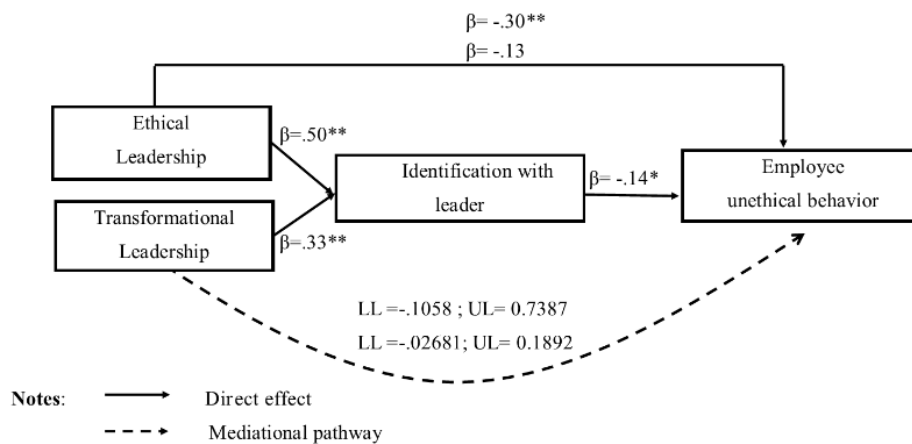 β= -.30**
β= -.13
Ethical
Leadership
β=.50**
Identification with
leader
β= -.14*
Employee
unethical behavior
Transformational
Leadership
β=.33**
LL =-.1058 ; UL= 0.7387
LL =-.02681; UL= 0.1892
Notes: Direct effect
Mediational pathway